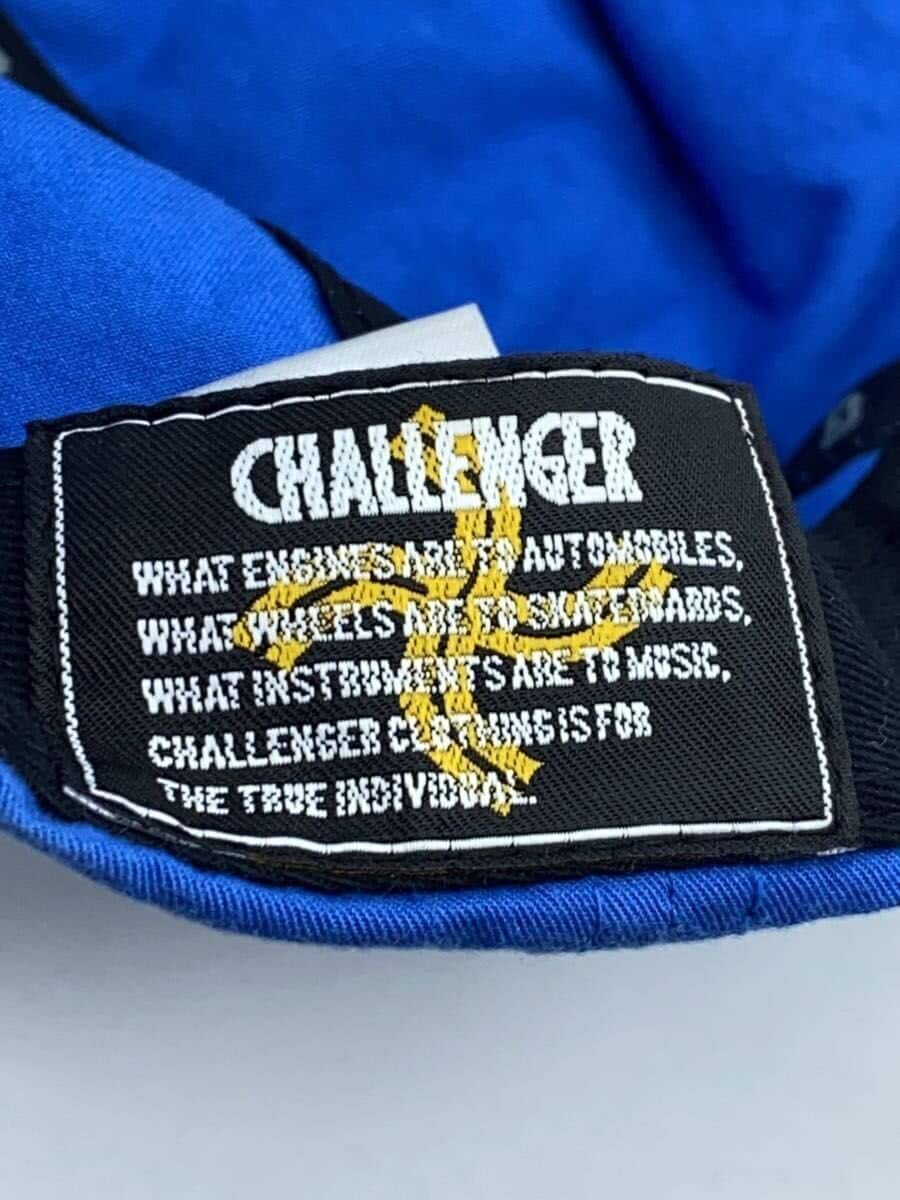 CHALLENGER
WHAT ENGINES ARE TO AUTOMOBILES,
WHAT WHEELS ARE TO SKATEBOARDS,
WHAT INSTRUMENTS ARE TO MUSIC,
CHALLENGER CLOTHING IS FOR
THE TRUE INDIVIDUAL.